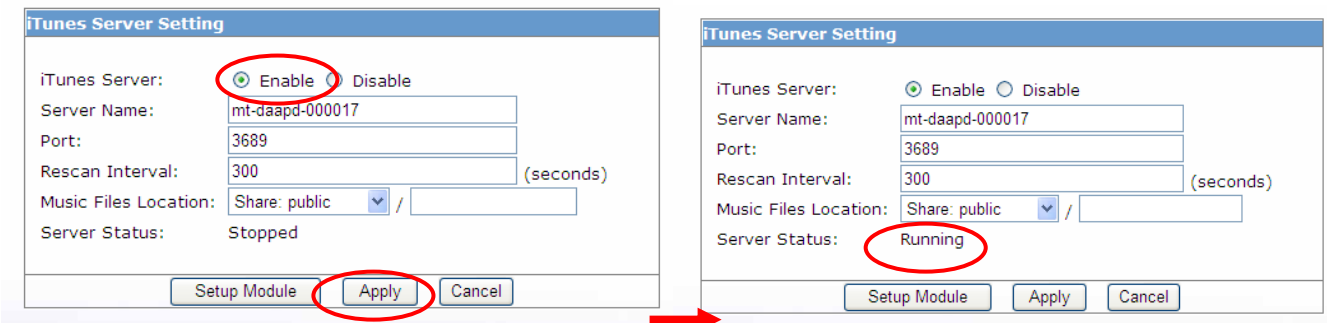 iTunes Server Setting
iTunes Server: Enable Disable
Server Name: mt-daapd-000017
Port: 3689
Rescan Interval: 300 (seconds)
Music Files Location: Share: public /
Server Status: Stopped
Setup Module Apply Cancel
iTunes Server Setting
iTunes Server: Enable Disable
Server Name: mt-daapd-000017
Port: 3689
Rescan Interval: 300 (seconds)
Music Files Location: Share: public /
Server Status: Running
Setup Module Apply Cancel